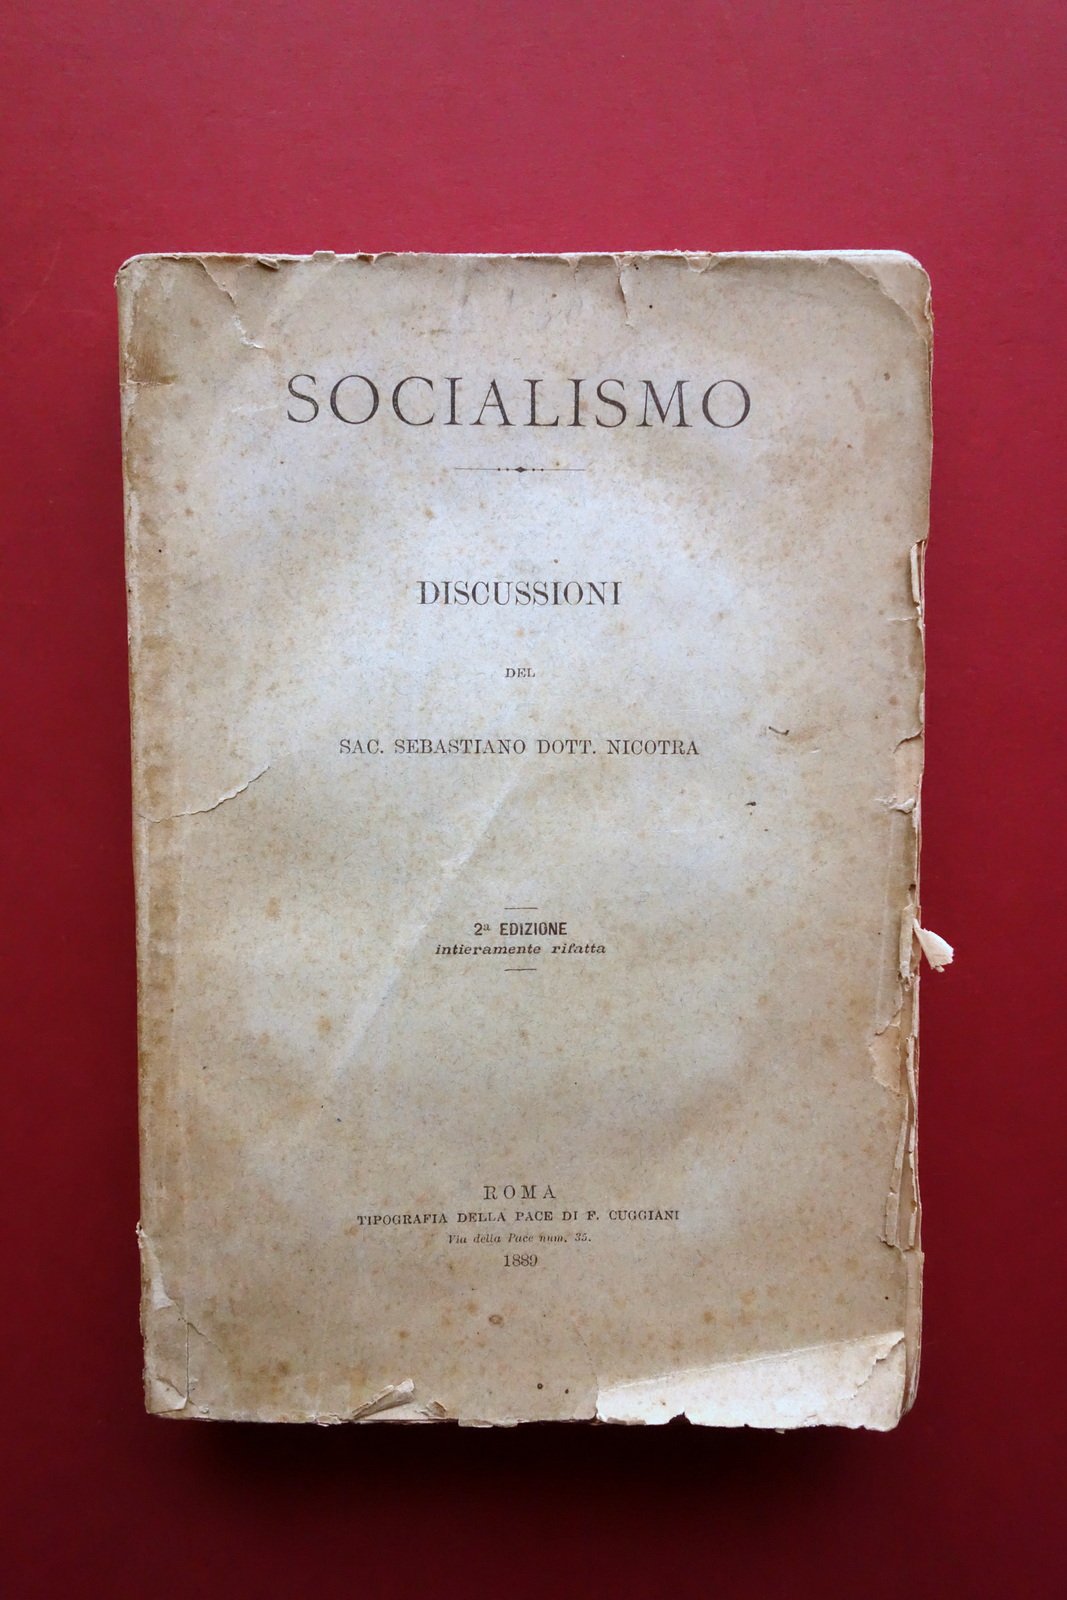 SOCIALISMO
DISCUSSIONI
DEL
SAC. SEBASTIANO DOTT. NICOTRA
2ª EDIZIONE
intieramente rifatta
ROMA
TIPOGRAFIA DELLA PACE DI F. CUGGIANI
Via della Pace num. 35.
1889